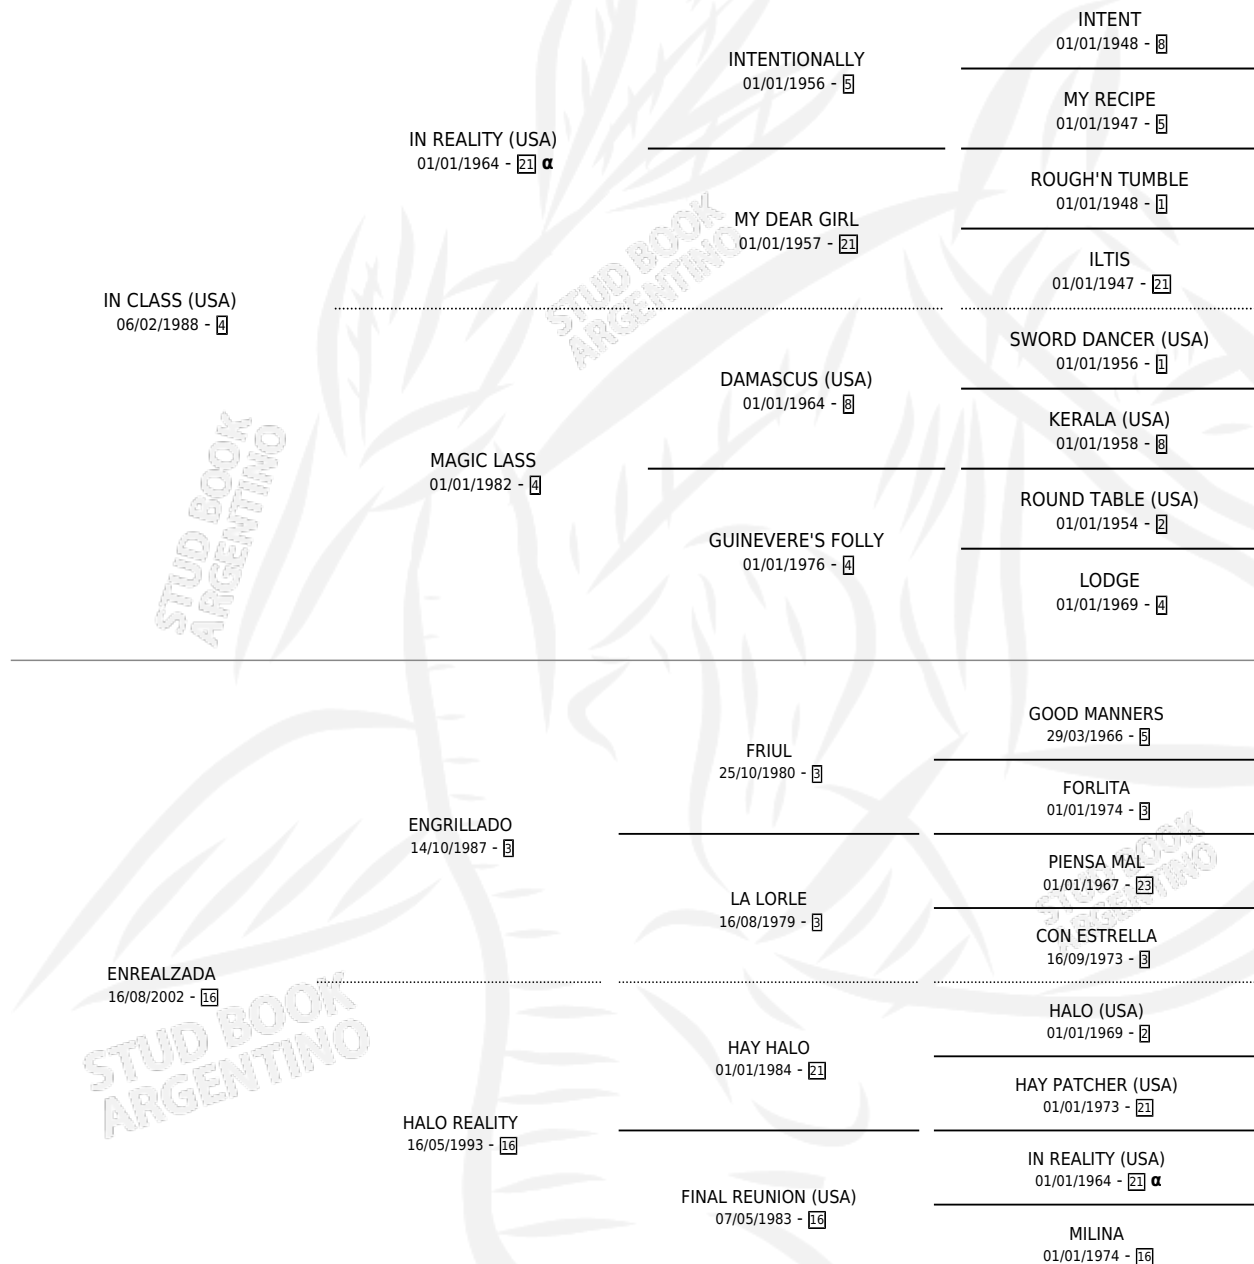 INTENT
01/01/1948 - 8
INTENTIONALLY
01/01/1956 - 5
MY RECIPE
01/01/1947 - 5
IN REALITY (USA)
01/01/1964 - 21 α
ROUGH'N TUMBLE
01/01/1948 - 1
MY DEAR GIRL
01/01/1957 - 21
ILTIS
01/01/1947 - 21
IN CLASS (USA)
06/02/1988 - 4
SWORD DANCER (USA)
01/01/1956 - 1
DAMASCUS (USA)
01/01/1964 - 8
KERALA (USA)
01/01/1958 - 8
MAGIC LASS
01/01/1982 - 4
ROUND TABLE (USA)
01/01/1954 - 2
GUINEVERE'S FOLLY
01/01/1976 - 4
LODGE
01/01/1969 - 4
GOOD MANNERS
29/03/1966 - 5
FRIUL
25/10/1980 - 3
FORLITA
01/01/1974 - 3
ENGRILLADO
14/10/1987 - 3
PIENSA MAL
01/01/1967 - 23
LA LORLE
16/08/1979 - 3
CON ESTRELLA
16/09/1973 - 3
ENREALZADA
16/08/2002 - 16
HALO (USA)
01/01/1969 - 2
HAY HALO
01/01/1984 - 21
HAY PATCHER (USA)
01/01/1973 - 21
HALO REALITY
16/05/1993 - 16
IN REALITY (USA)
01/01/1964 - 21 α
FINAL REUNION (USA)
07/05/1983 - 16
MILINA
01/01/1974 - 16
STUD BOOK
ARGENTINO
STUD BOOK
ARGENTINO
STUD BOOK
ARGENTINO
STUD BOOK
ARGENTINO